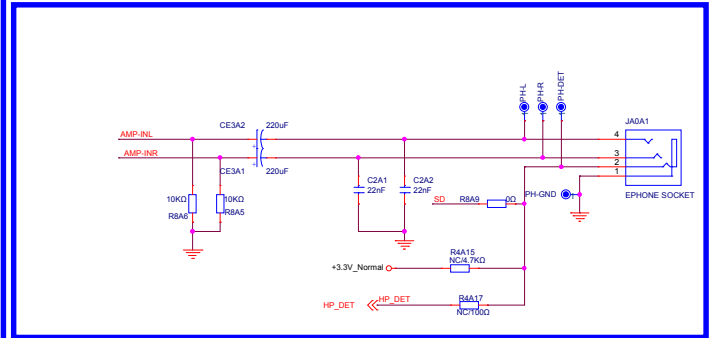 PH-L
PH-R
PH-DET
CE3A2 220uF
JA0A1
AMP-INL
4
+
AMP-INR
3
+
2
CE3A1 220uF
1
C2A1
22nF
C2A2
22nF
10KΩ
R8A6
10KΩ
R8A5
SD R8A9 0Ω
PH-GND
EPHONE SOCKET
R4A15
+3.3V_Normal
NC/4.7KΩ
HP_DET
HP_DET
R4A17
NC/100Ω